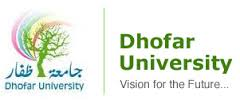 جامعة ظفار
Dhofar University
Dhofar
University
Vision for the Future...